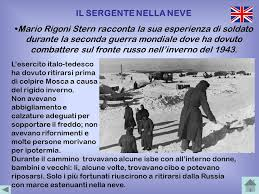 IL SERGENTE NELLA NEVE
•Mario Rigoni Stern racconta la sua esperienza di soldato
durante la seconda guerra mondiale dove ha dovuto
combattere sul fronte russo nell'inverno del 1943.
L'esercito italo-tedesco
ha dovuto ritirarsi prima
di colpire Mosca a causa
del rigido inverno.
Non avevano
abbigliamento e
calzature adeguati per
sopportare il freddo; non
avevano rifornimenti e
molte persone morivano
per ipotermia.
Durante il cammino trovavano alcune isbe con all'interno donne,
bambini e vecchi: lì, alcune volte, trovavano cibo e potevano
riposarsi. Solo i più fortunati riuscirono a ritirarsi dalla Russia
con marce estenuanti nella neve.